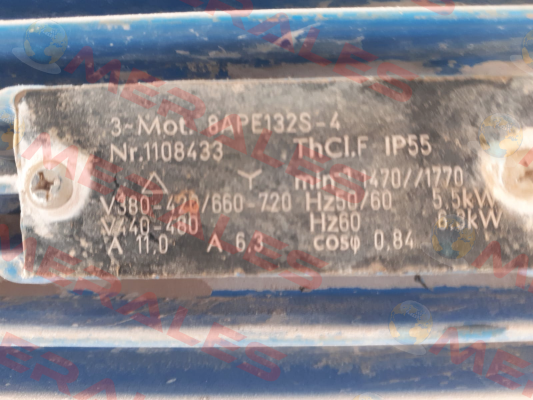 3~Mot. 8APE132S-4
Nr.1108433 ThCl.F IP55
△ Y min-1 1470//1770
V380-420/660-720 Hz50/60 5.5kW
V440-480 Hz60 6.3kW
A 11,0 A 6,3 cosφ 0,84
MERALES